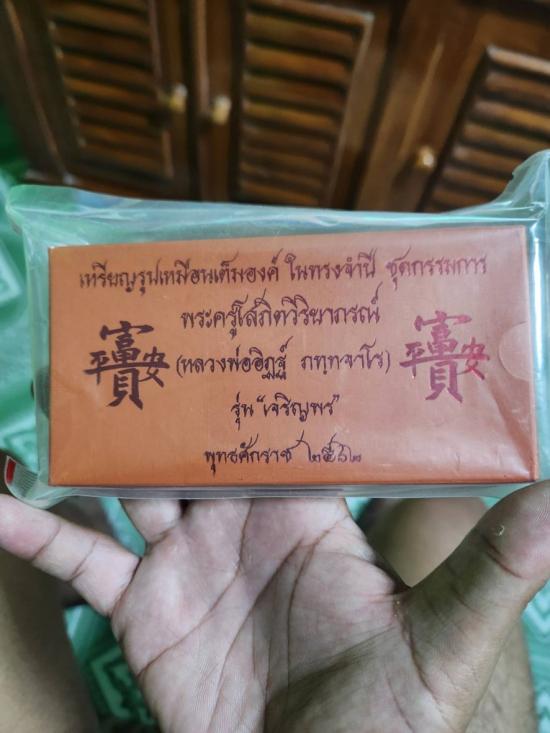 เหรียญรูปเหมือนเต็มองค์ ในทรงจำปี ชุดกรรมการ
พระครูโสภิตวิริยาภรณ์
(หลวงพ่ออิฏฐ์ ภทฺทจาโร)
平安
平安
รุ่น "เจริญพร"
พุทธศักราช ๒๕๖๒